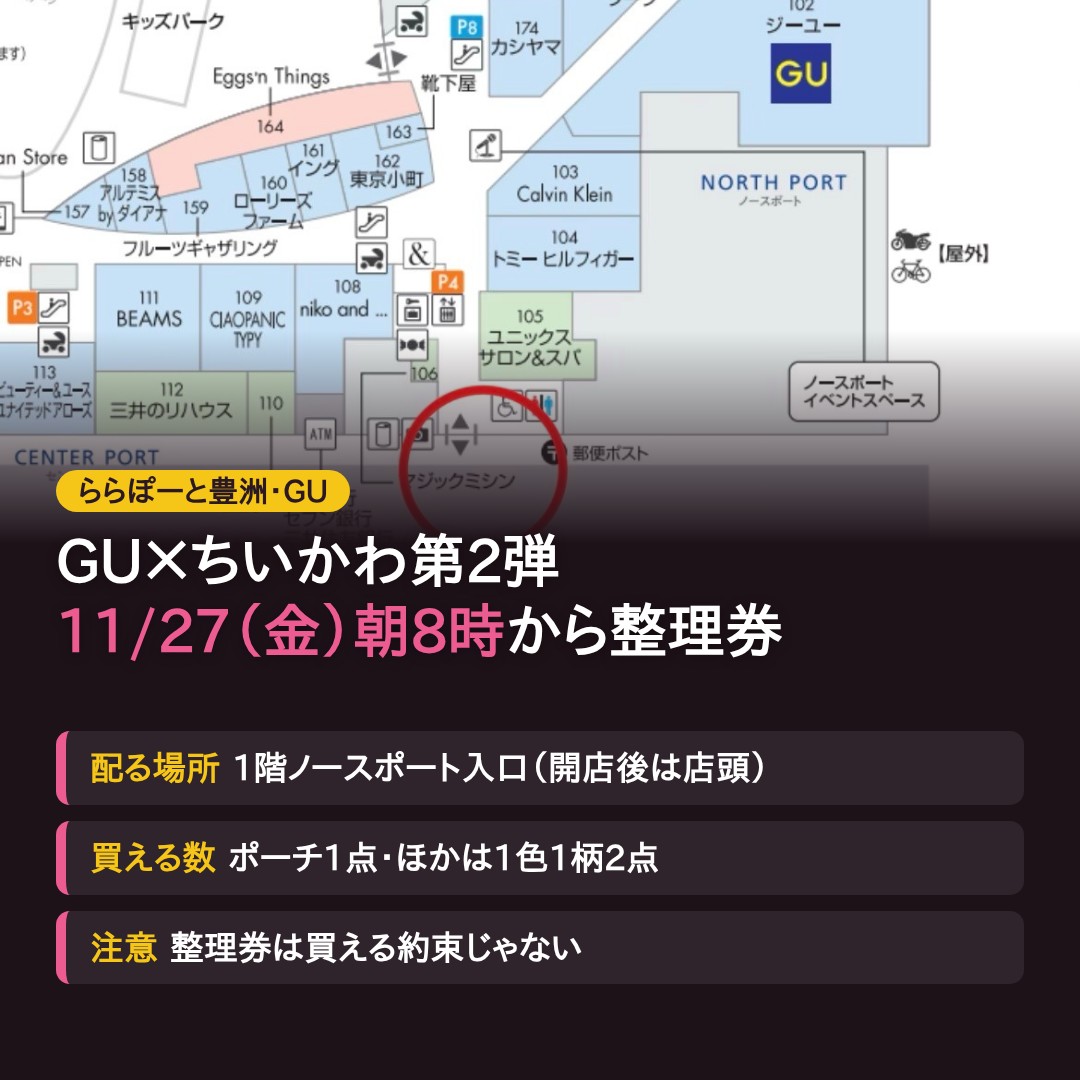 キッズパーク
ます)
P8
174
カシヤマ
102
ジーユー
GU
Eggs'n Things
靴下屋
164
163
an Store
158
アルテミス
by ダイアナ
157
159
160
ローリーズ
ファーム
161
イング
162
東京小町
フルーツギャザリング
103
Calvin Klein
NORTH PORT
ノースポート
104
トミー ヒルフィガー
【屋外】
PEN
&
P3
P4
111
BEAMS
109
CIAOPANIC
TYPY
108
niko and ...
105
ユニックス
サロン&スパ
106
113
ビューティー&ユース
ユナイテッドアローズ
112
三井のリハウス
110
ATM
ノースポート
イベントスペース
〒 郵便ポスト
CENTER PORT
マジックミシン
セブン銀行
ららぽーと豊洲・GU
GU×ちいかわ第2弾
11/27(金)朝8時から整理券
配る場所 1階ノースポート入口(開店後は店頭)
買える数 ポーチ1点・ほかは1色1柄2点
注意 整理券は買える約束じゃない